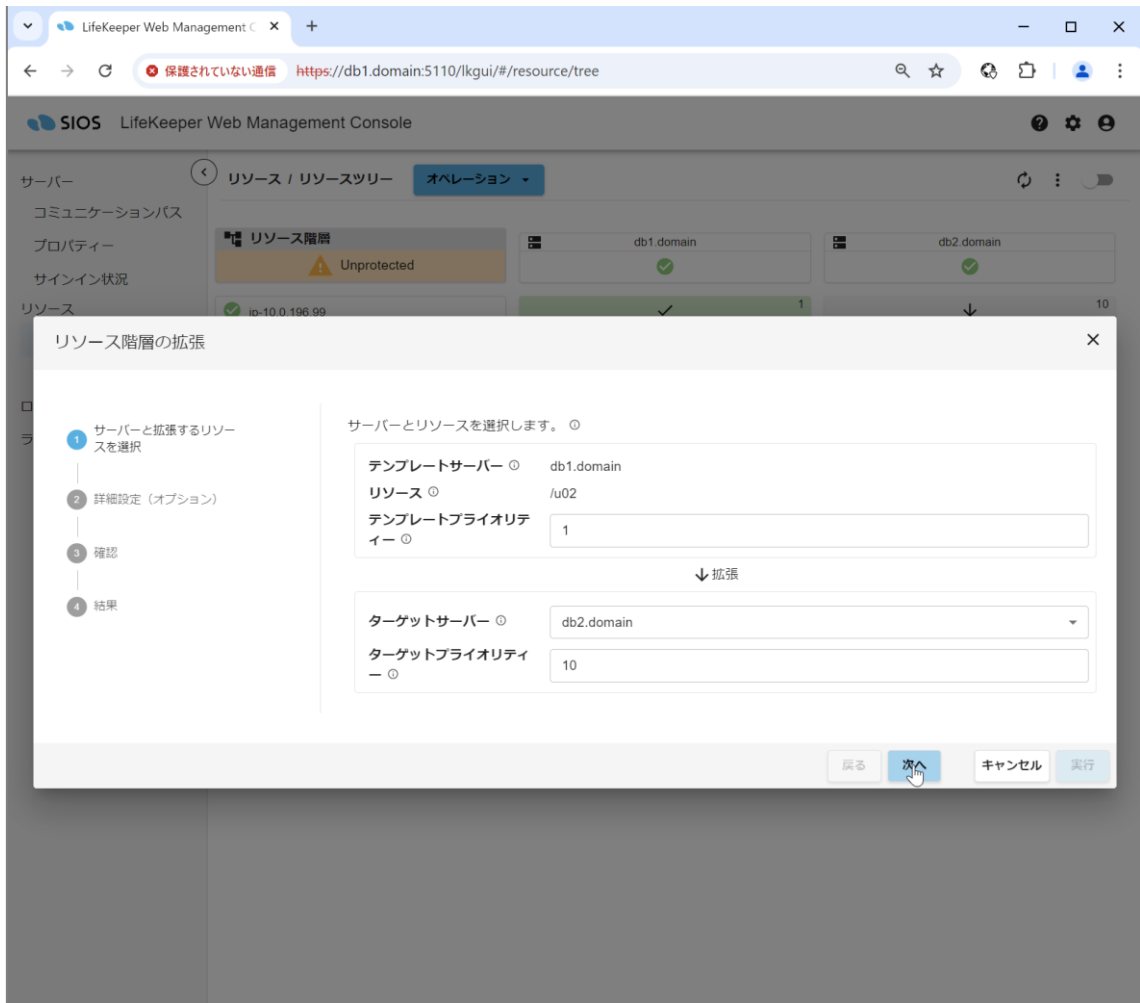 LifeKeeper Web Management C
保護されていない通信 https://db1.domain:5110/lkgui/#/resource/tree
SIOS LifeKeeper Web Management Console
サーバー
コミュニケーションパス
プロパティー
サインイン状況
リソース
リソース / リソースツリー オペレーション
リソース階層
Unprotected
db1.domain
db2.domain
ip-10.0.196.99
1
10
ロ
ラ
リソース階層の拡張
1 サーバーと拡張するリソー
スを選択
2 詳細設定（オプション）
3 確認
4 結果
サーバーとリソースを選択します。
テンプレートサーバー db1.domain
リソース /u02
テンプレートプライオリテ
ィー 1
拡張
ターゲットサーバー db2.domain
ターゲットプライオリティ
ー 10
戻る 次へ キャンセル 実行